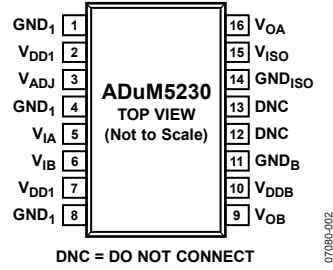 GND1 1
VDD1 2
VADJ 3
GND1 4
VIA 5
VIB 6
VDD1 7
GND1 8
ADuM5230
TOP VIEW
(Not to Scale)
16 VOA
15 VISO
14 GNDISO
13 DNC
12 DNC
11 GNDB
10 VDDB
9 VOB
DNC = DO NOT CONNECT
07080-002